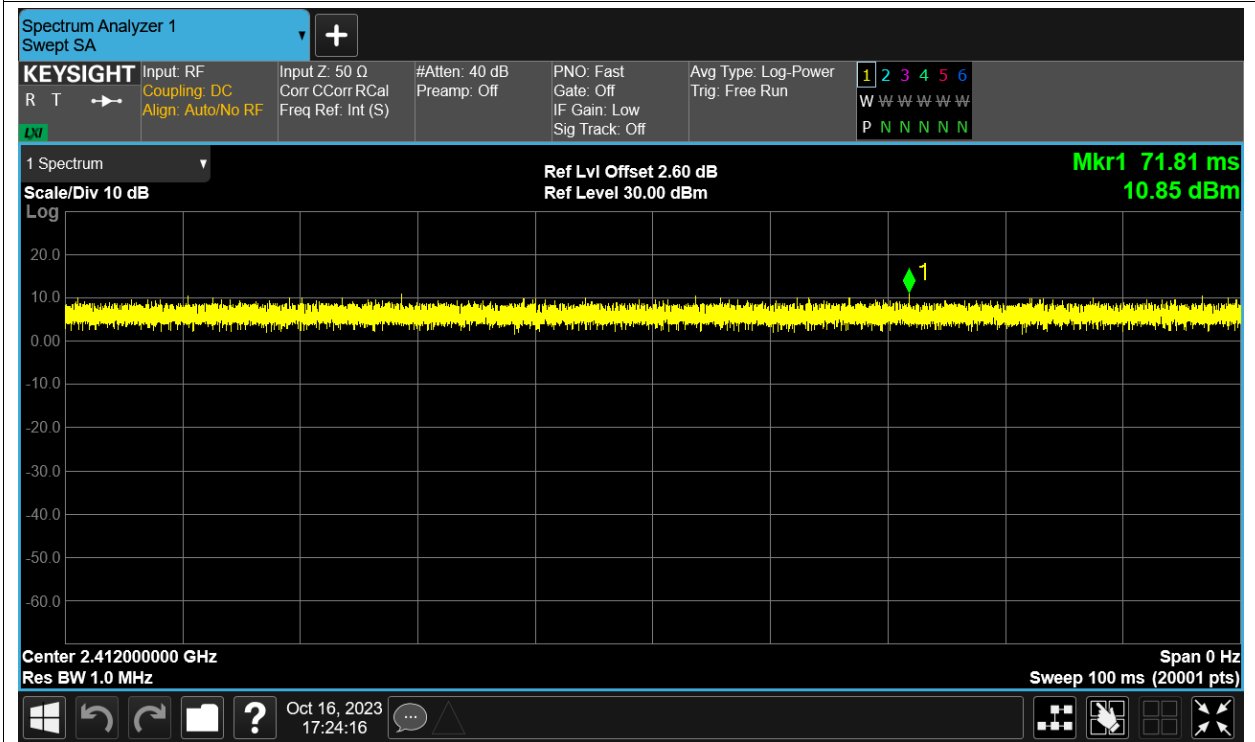 Spectrum Analyzer 1
Swept SA
▼
+
KEYSIGHT
R T
LXI
Input: RF
Coupling: DC
Align: Auto/No RF
Input Z: 50 Ω
Corr CCorr RCal
Freq Ref: Int (S)
#Atten: 40 dB
Preamp: Off
PNO: Fast
Gate: Off
IF Gain: Low
Sig Track: Off
Avg Type: Log-Power
Trig: Free Run
1 2 3 4 5 6
W W W W W W
P N N N N N
1 Spectrum ▼
Scale/Div 10 dB
Ref Lvl Offset 2.60 dB
Ref Level 30.00 dBm
Mkr1 71.81 ms
10.85 dBm
Log
20.0
10.0
0.00
-10.0
-20.0
-30.0
-40.0
-50.0
-60.0
1
Center 2.412000000 GHz
Res BW 1.0 MHz
Span 0 Hz
Sweep 100 ms (20001 pts)
?
Oct 16, 2023
17:24:16